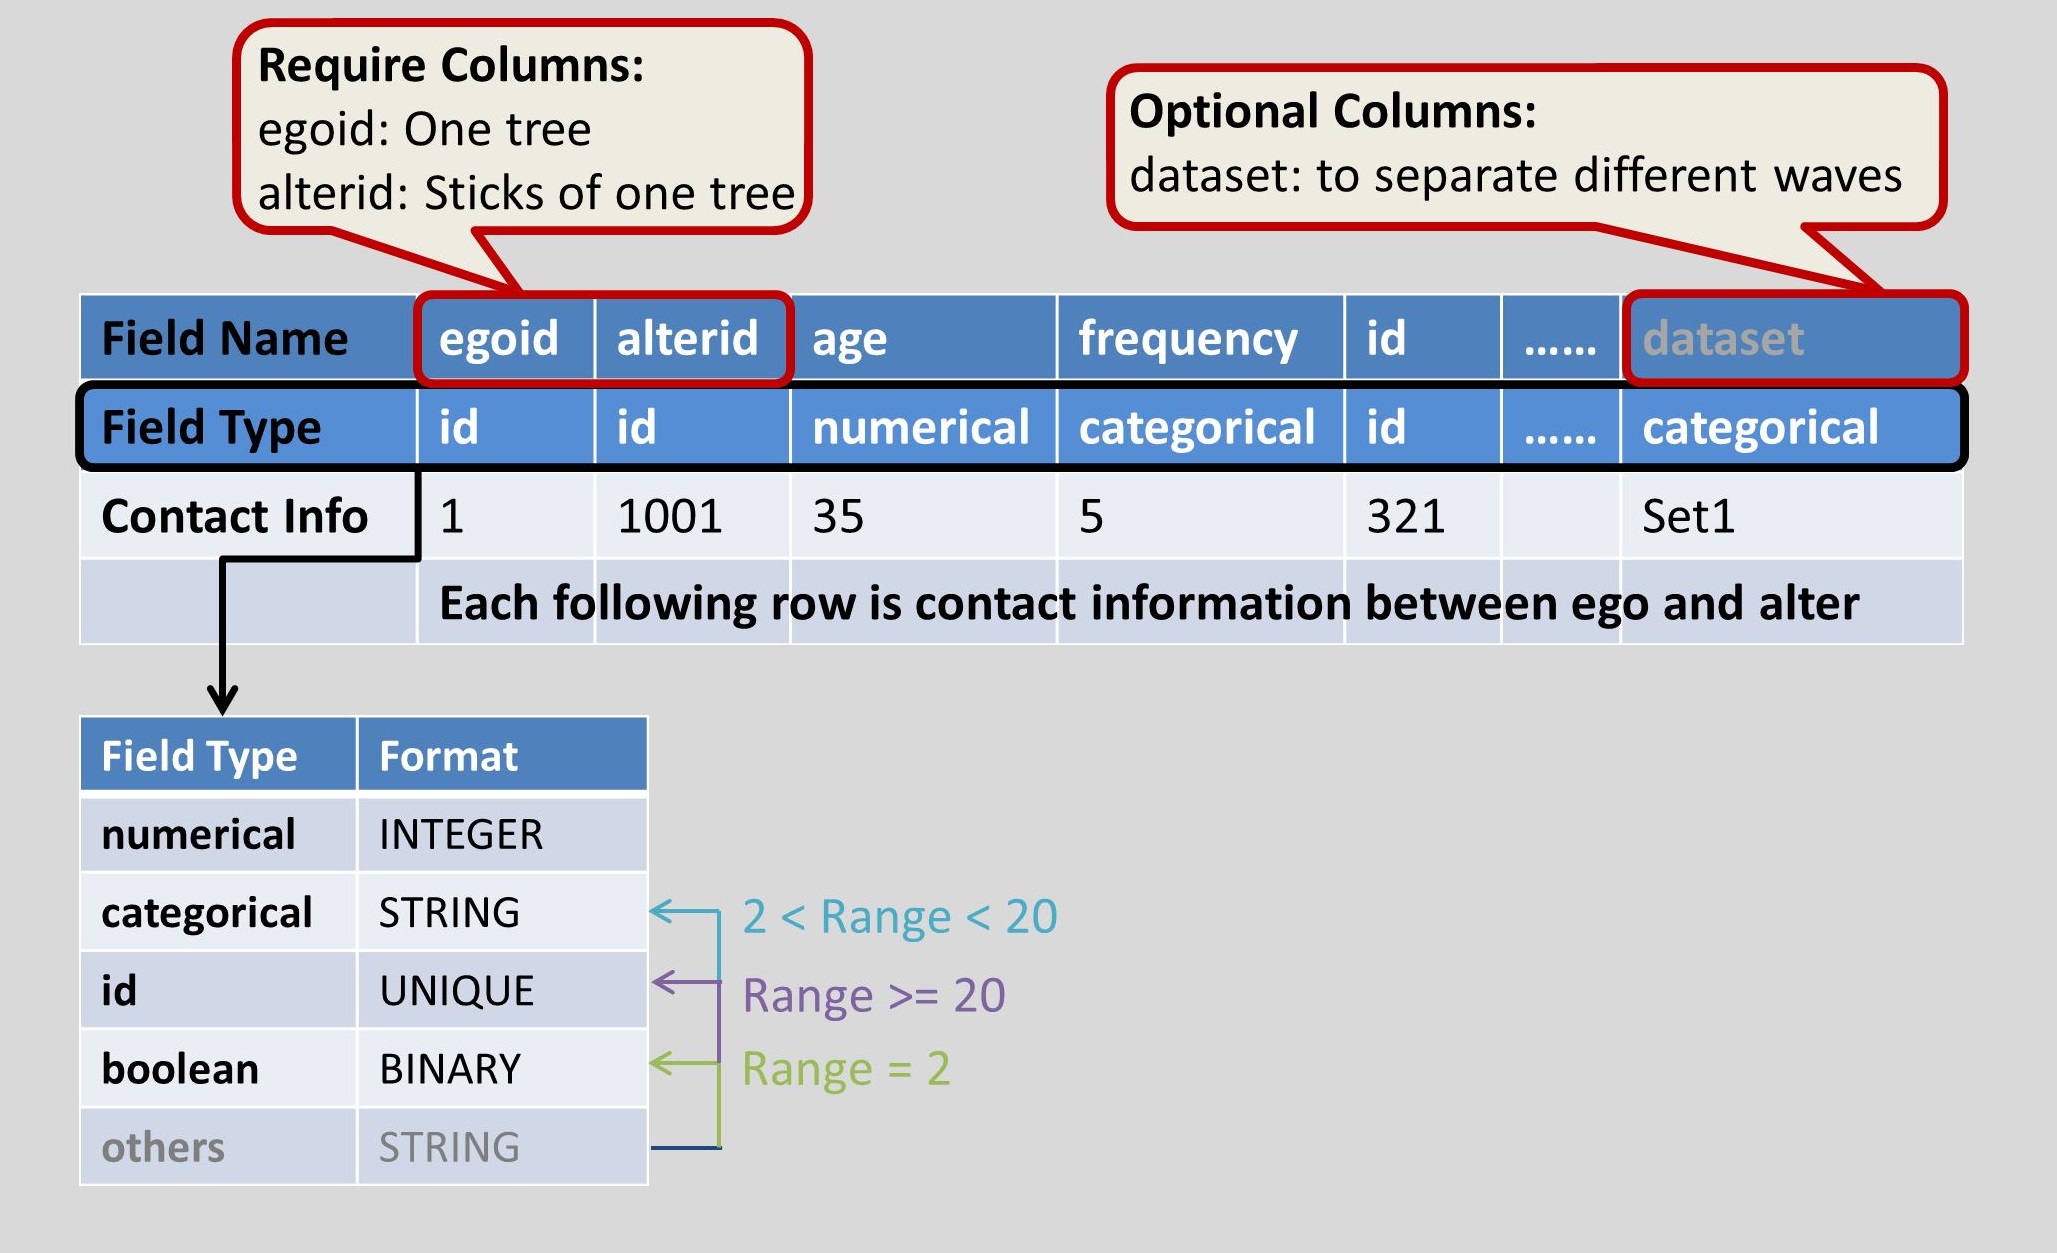 Require Columns:
egoid: One tree
alterid: Sticks of one tree
Optional Columns:
dataset: to separate different waves
Field Name egoid alterid age frequency id ...... dataset
Field Type id id numerical categorical id ...... categorical
Contact Info 1 1001 35 5 321 Set1
Each following row is contact information between ego and alter
Field Type Format
numerical INTEGER
categorical STRING
2 < Range < 20
id UNIQUE
Range >= 20
boolean BINARY
Range = 2
others STRING